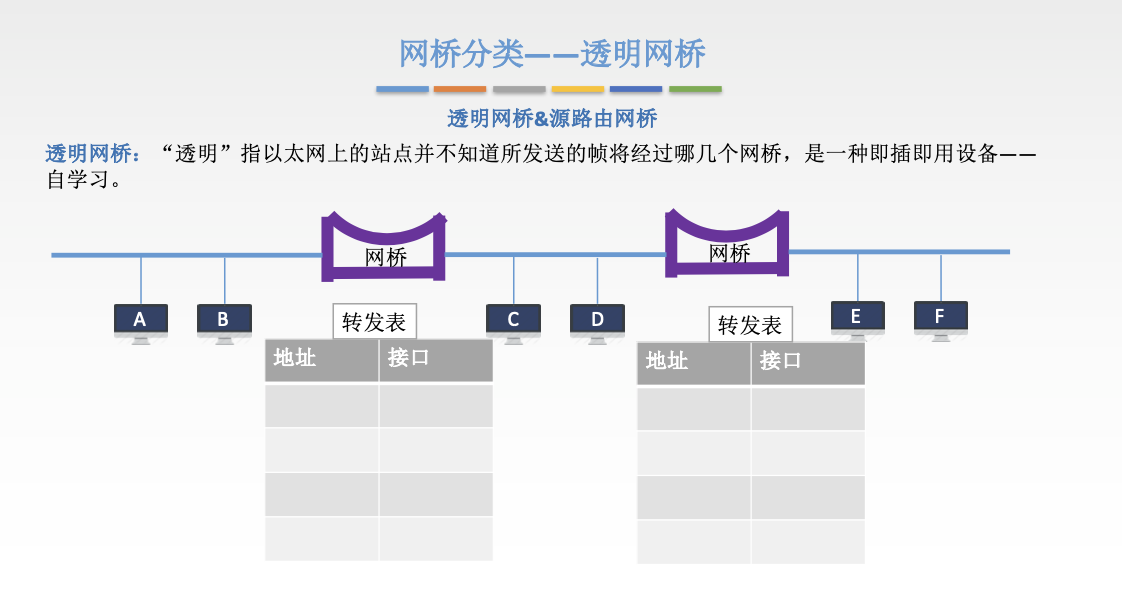 网桥分类——透明网桥
透明网桥&源路由网桥
透明网桥：“透明”指以太网上的站点并不知道所发送的帧将经过哪几个网桥，是一种即插即用设备——
自学习。
网桥
网桥
A
B
C
D
E
F
转发表
转发表
地址 接口
地址 接口